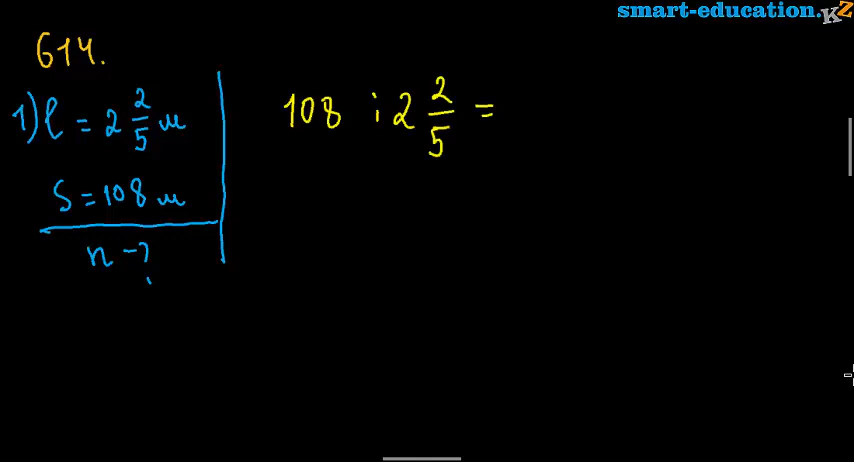 smart-education.KZ
614.
1) l = 2 2/5 м
S = 108 м
n - ?
108 : 2 2/5 =